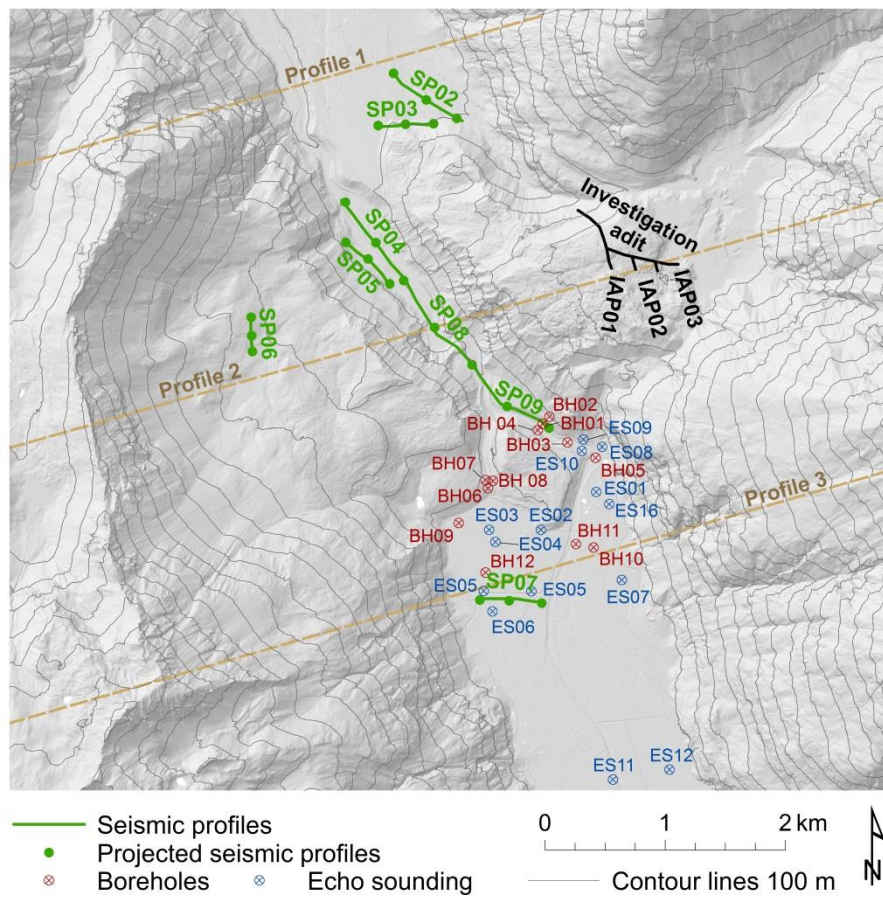 Profile 1
SP02
SP03
Investigation
adit
SP04
SP05
IAP01
IAP02
IAP03
SP06
SP08
Profile 2
SP09
BH02
BH 04
BH01
ES09
BH03
ES08
ES10
BH05
BH07
BH 08
ES01
Profile 3
BH06
ES16
ES03
ES02
BH09
BH11
ES04
BH10
BH12
SP07
ES05
ES05
ES07
ES06
ES12
ES11
Seismic profiles
Projected seismic profiles
Boreholes
Echo sounding
0 1 2 km
Contour lines 100 m
N